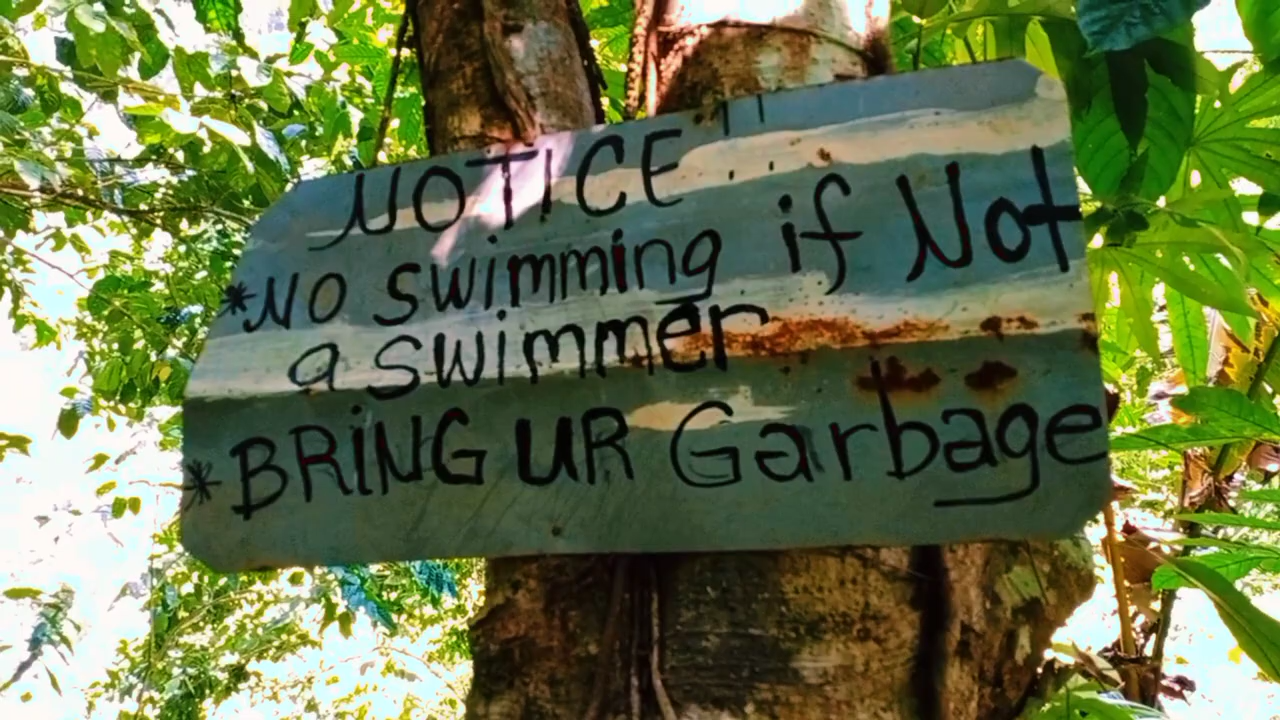 NOTICE !!
*NO swimming if Not
a swimmer
*BRiNG UR Garbage